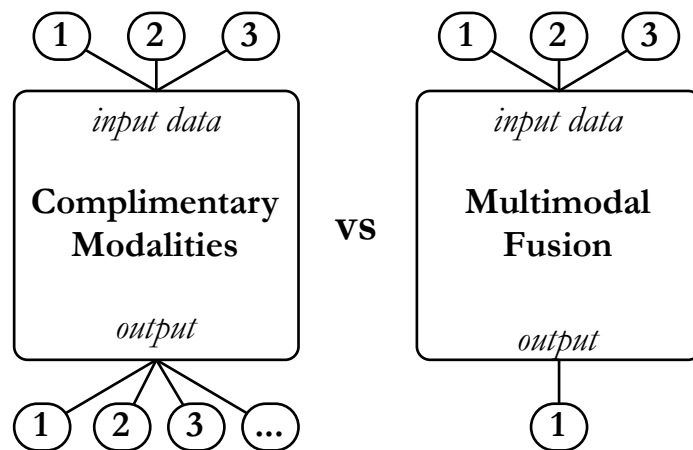 1 2 3
input data
Complimentary
Modalities
output
1 2 3 ...
vs
1 2 3
input data
Multimodal
Fusion
output
1